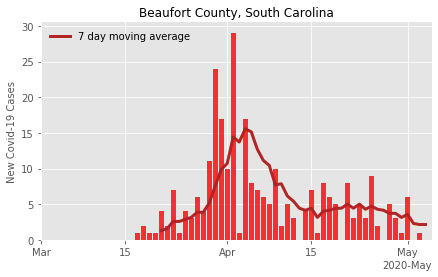 Beaufort County, South Carolina
7 day moving average
New Covid-19 Cases
30
25
20
15
10
5
0
Mar 15 Apr 15 May
2020-May